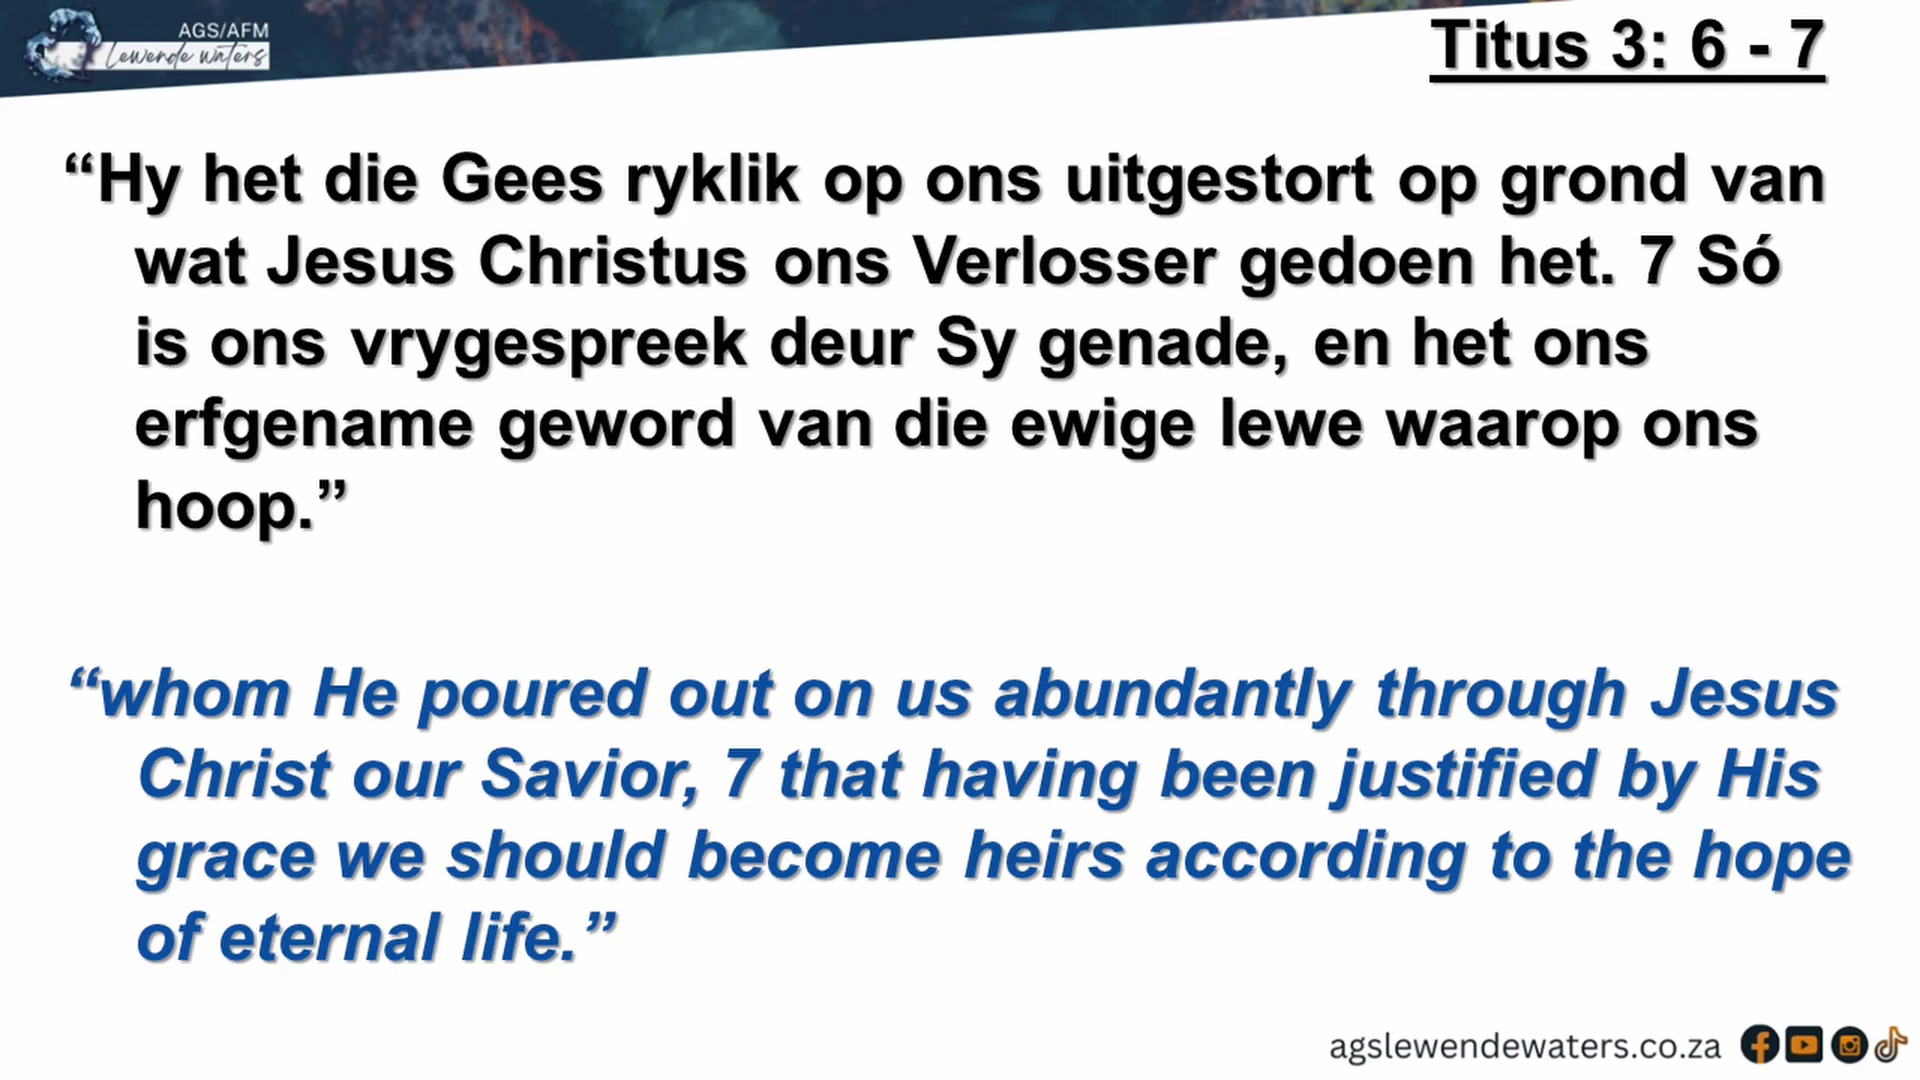 AGS/AFM
Lewende waters
Titus 3: 6 - 7
“Hy het die Gees ryklik op ons uitgestort op grond van
wat Jesus Christus ons Verlosser gedoen het. 7 Só
is ons vrygespreek deur Sy genade, en het ons
erfgename geword van die ewige lewe waarop ons
hoop.”
“whom He poured out on us abundantly through Jesus
Christ our Savior, 7 that having been justified by His
grace we should become heirs according to the hope
of eternal life.”
agslewendewaters.co.za